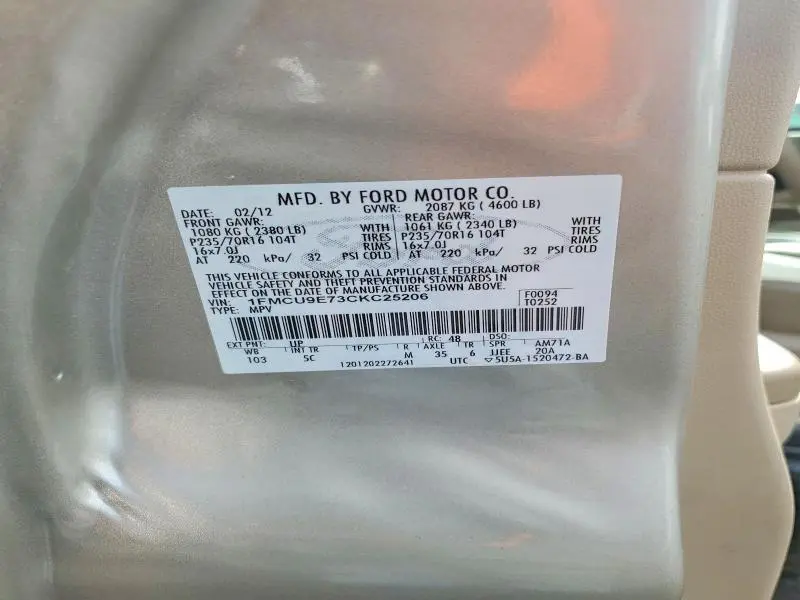 MFD. BY FORD MOTOR CO.
DATE: 02/12 GVWR: 2087 KG ( 4600 LB)
FRONT GAWR: REAR GAWR:
1080 KG ( 2380 LB) WITH 1061 KG ( 2340 LB) WITH
P235/70R16 104T TIRES P235/70R16 104T TIRES
16x7.0J RIMS 16x7.0J RIMS
AT 220 kPa/ 32 PSI COLD AT 220 kPa/ 32 PSI COLD
THIS VEHICLE CONFORMS TO ALL APPLICABLE FEDERAL MOTOR
VEHICLE SAFETY AND THEFT PREVENTION STANDARDS IN
EFFECT ON THE DATE OF MANUFACTURE SHOWN ABOVE.
VIN: 1FMCU9E73CKC25206 F0094
TYPE: MPV T0252
EXT PNT: UP RC: 48 DSO:
WB INT TR TP/PS R AXLE TR SPR AM71A
103 5C M 35 6 JJEE 20A
1201202272641 UTC ▽5U5A-1520472-BA